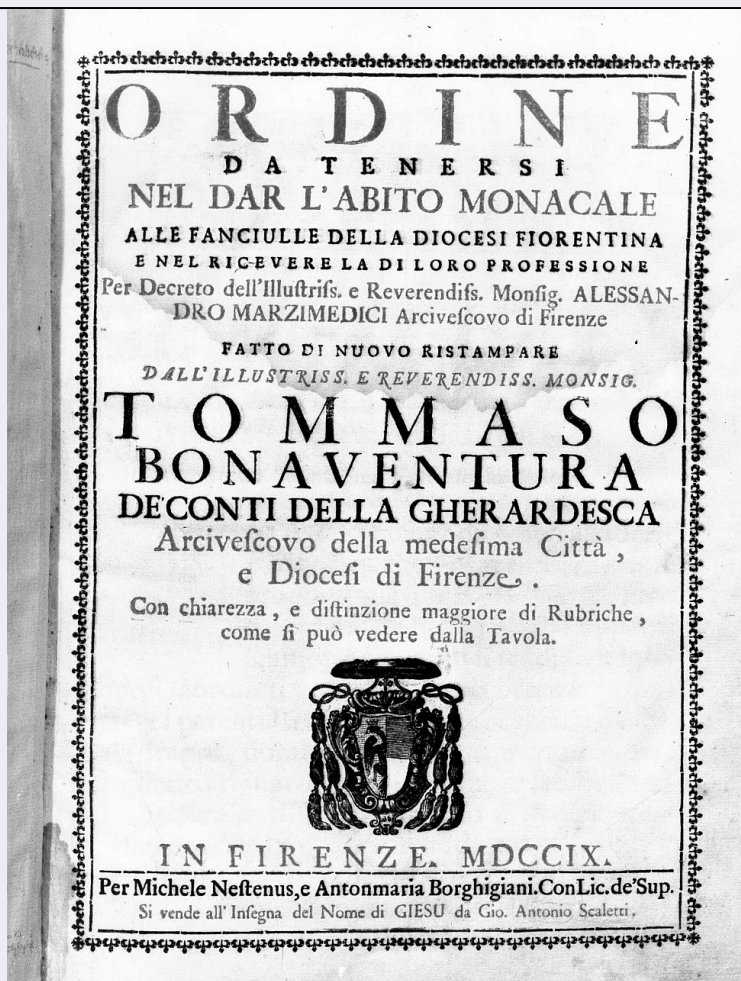 ORDINE
DA TENERSI
NEL DAR L'ABITO MONACALE
ALLE FANCIULLE DELLA DIOCESI FIORENTINA
E NEL RICEVERE LA DI LORO PROFESSIONE
Per Decreto dell'Illuſtriſs. e Reverendiſs. Monſig. ALESSAN-
DRO MARZIMEDICI Arciveſcovo di Firenze
FATTO DI NUOVO RISTAMPARE
DALL'ILLUSTRISS. E REVERENDISS. MONSIG.
TOMMASO
BONAVENTURA
DE'CONTI DELLA GHERARDESCA
Arciveſcovo della medeſima Città ,
e Dioceſi di Firenze .
Con chiarezza , e diſtinzione maggiore di Rubriche ,
come ſi può vedere dalla Tavola.
IN FIRENZE. MDCCIX.
Per Michele Neſtenus, e Antonmaria Borghigiani. Con Lic. de' Sup.
Si vende all' Inſegna del Nome di GIESU da Gio. Antonio Scaletti.